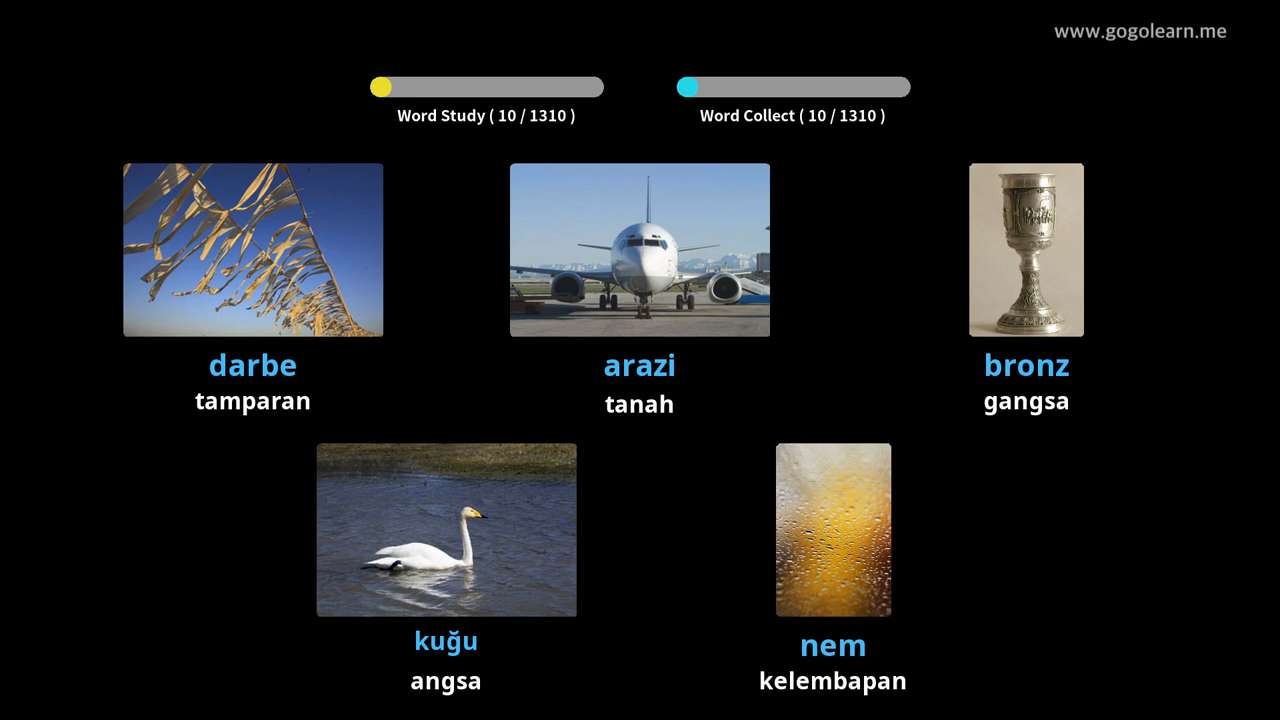 www.gogolearn.me
Word Study ( 10 / 1310 )
Word Collect ( 10 / 1310 )
darbe
tamparan
arazi
tanah
bronz
gangsa
kuğu
angsa
nem
kelembapan